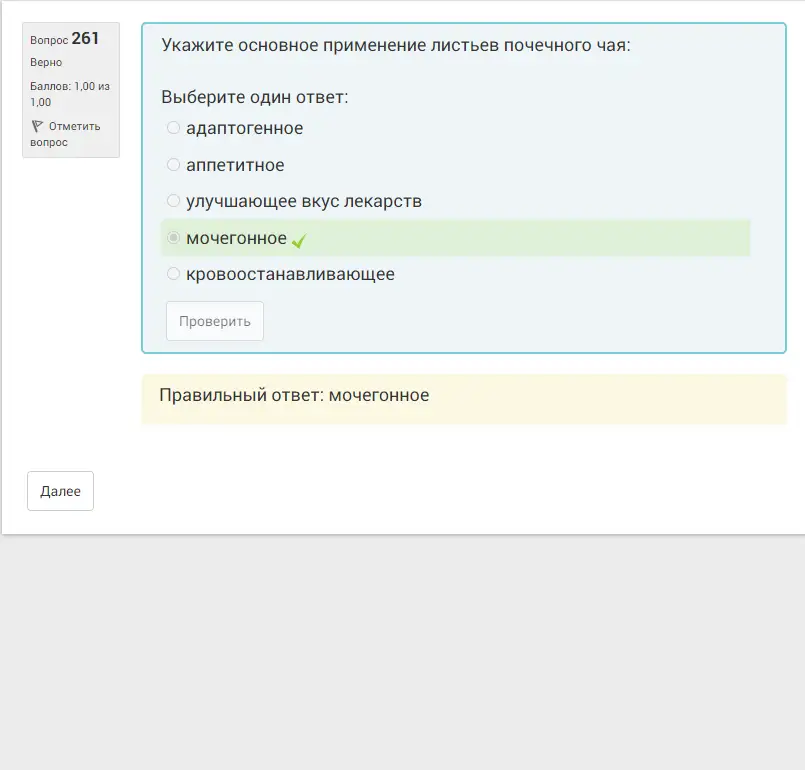 Вопрос 261
Верно
Баллов: 1,00 из
1,00
Отметить
вопрос
Укажите основное применение листьев почечного чая:
Выберите один ответ:
адаптогенное
аппетитное
улучшающее вкус лекарств
мочегонное
кровоостанавливающее
Проверить
Правильный ответ: мочегонное
Далее